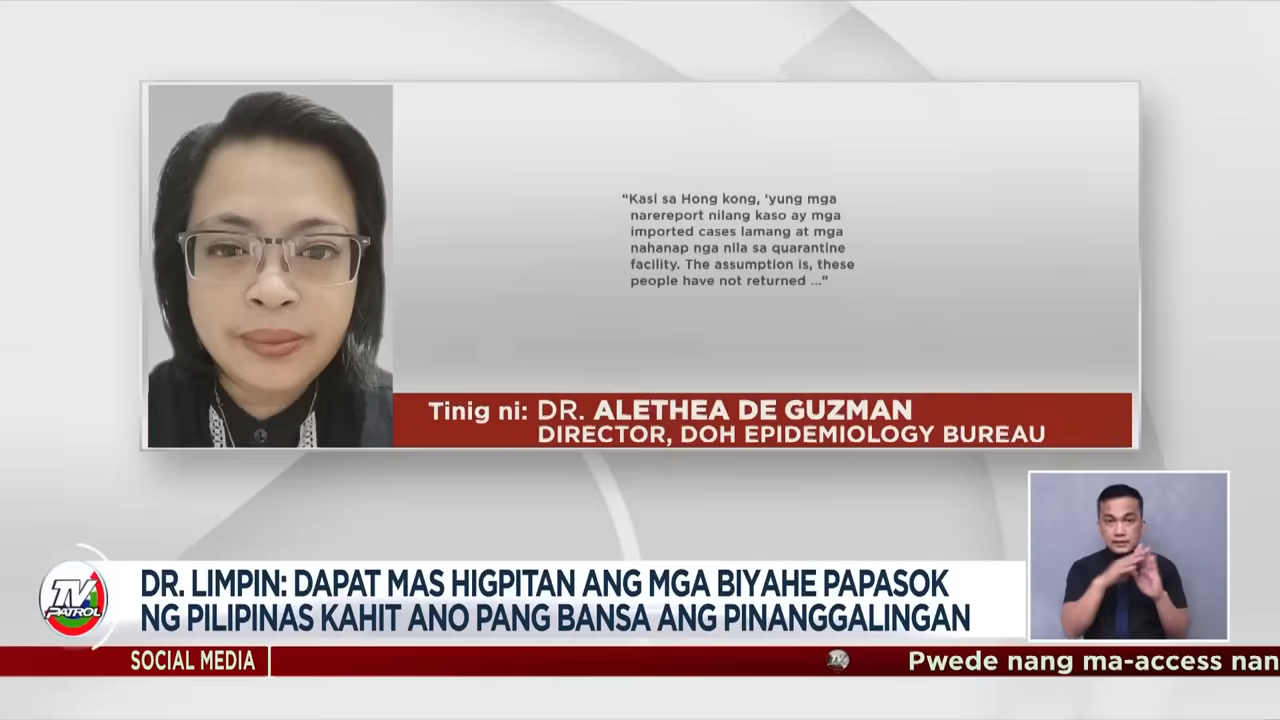 “Kasi sa Hong kong, 'yung mga
narereport nilang kaso ay mga
imported cases lamang at mga
nahanap nga nila sa quarantine
facility. The assumption is, these
people have not returned ...”
Tinig ni: DR. ALETHEA DE GUZMAN
DIRECTOR, DOH EPIDEMIOLOGY BUREAU
TV PATROL
DR. LIMPIN: DAPAT MAS HIGPITAN ANG MGA BIYAHE PAPASOK
NG PILIPINAS KAHIT ANO PANG BANSA ANG PINANGGALINGAN
SOCIAL MEDIA
Pwede nang ma-access nan